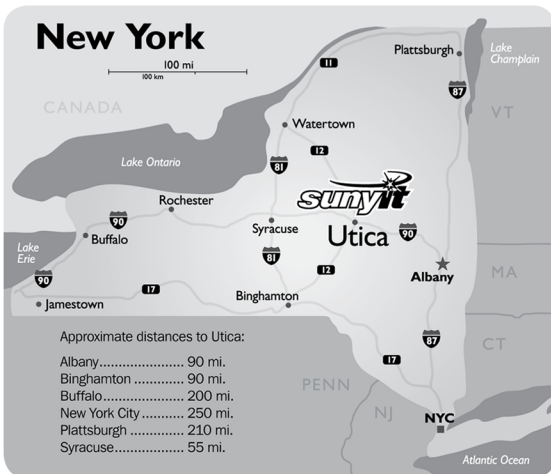 New York
100 mi
100 km
11
Plattsburgh
Lake
Champlain
87
CANADA
VT
Watertown
12
Lake Ontario
81
sunyit
Rochester
90
Syracuse
Utica
90
Buffalo
Lake
Erie
81
90
12
Albany
MA
17
Binghamton
Jamestown
87
CT
17
PENN
NJ
NYC
Atlantic Ocean
Approximate distances to Utica:
Albany..................... 90 mi.
Binghamton .............. 90 mi.
Buffalo.................... 200 mi.
New York City........... 250 mi.
Plattsburgh ............. 210 mi.
Syracuse................. 55 mi.